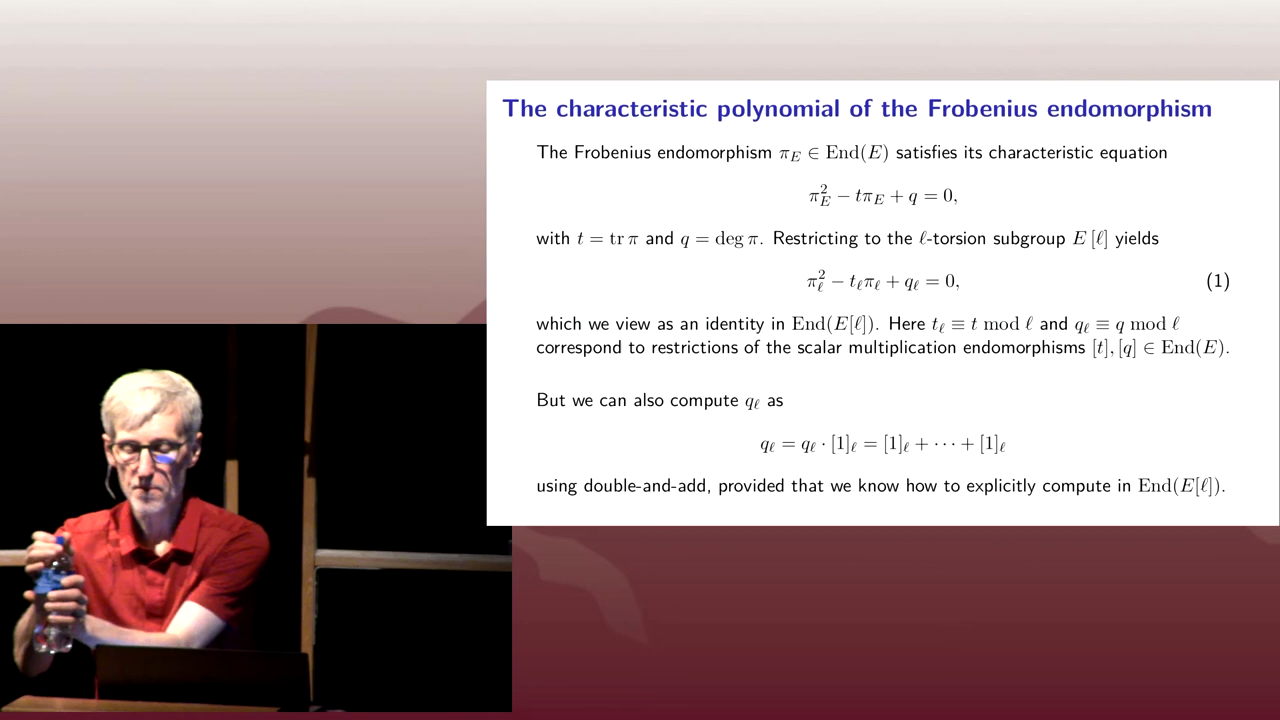 The characteristic polynomial of the Frobenius endomorphism
The Frobenius endomorphism π_E ∈ End(E) satisfies its characteristic equation
π_E^2 − tπ_E + q = 0,
with t = tr π and q = deg π. Restricting to the ℓ-torsion subgroup E [ℓ] yields
π_ℓ^2 − t_ℓπ_ℓ + q_ℓ = 0, (1)
which we view as an identity in End(E[ℓ]). Here t_ℓ ≡ t mod ℓ and q_ℓ ≡ q mod ℓ
correspond to restrictions of the scalar multiplication endomorphisms [t], [q] ∈ End(E).
But we can also compute q_ℓ as
q_ℓ = q_ℓ · [1]_ℓ = [1]_ℓ + ··· + [1]_ℓ
using double-and-add, provided that we know how to explicitly compute in End(E[ℓ]).